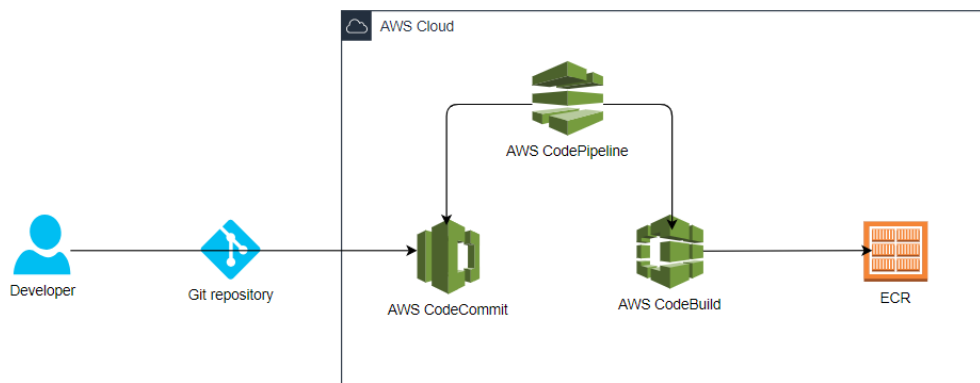 AWS Cloud
AWS CodePipeline
Developer
Git repository
AWS CodeCommit
AWS CodeBuild
ECR